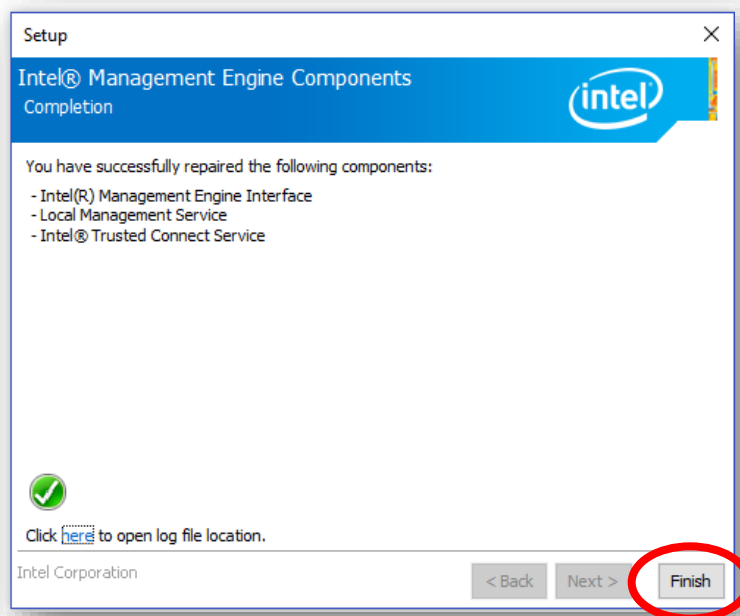 Setup
Intel® Management Engine Components
Completion
intel
You have successfully repaired the following components:
- Intel(R) Management Engine Interface
- Local Management Service
- Intel® Trusted Connect Service
Click here to open log file location.
Intel Corporation
< Back Next > Finish